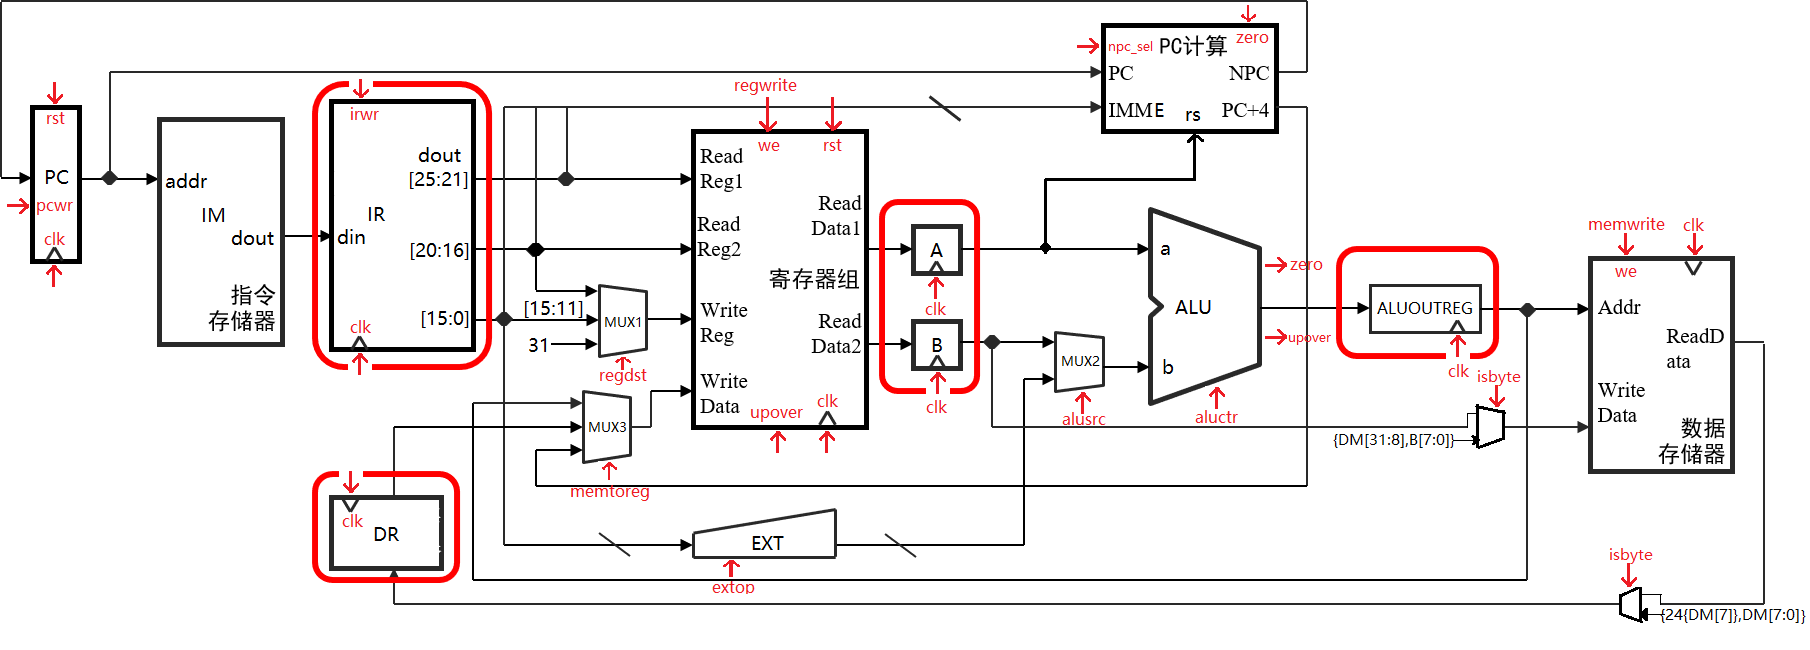 rst
PC
pcwr
clk
addr
IM
dout
指令
存储器
irwr
dout
[25:21]
IR
din
[20:16]
[15:0]
clk
[15:11]
31
MUX1
regdst
MUX3
memtoreg
clk
DR
regwrite
we
rst
Read
Reg1
Read
Data1
Read
Reg2
寄存器组
Write
Reg
Read
Data2
Write
Data
upover
clk
EXT
extop
A
clk
B
clk
npc_sel
PC计算
zero
PC
NPC
IMME
rs
PC+4
MUX2
alusrc
a
ALU
b
aluctr
zero
upover
ALUOUTREG
clk
isbyte
{DM[31:8],B[7:0]}
memwrite
clk
we
Addr
ReadD
ata
Write
Data
数据
存储器
isbyte
{24{DM[7]},DM[7:0]}